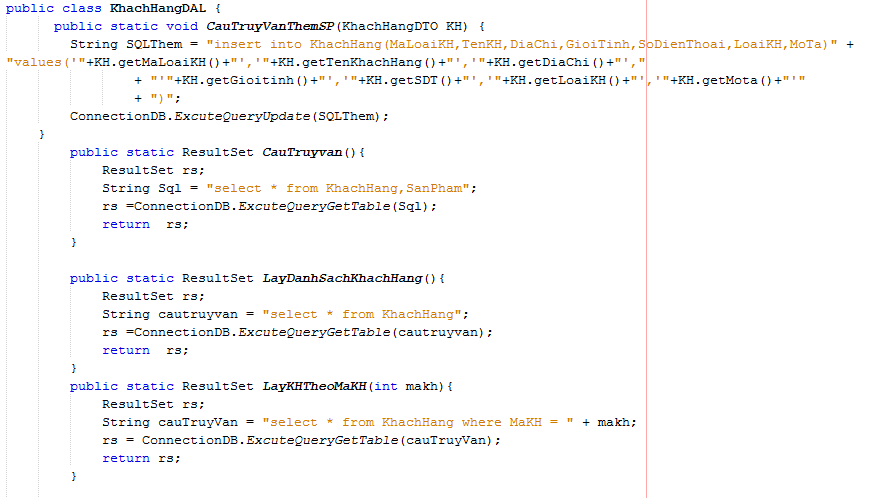 public class KhachHangDAL {
public static void CauTruyVanThemSP(KhachHangDTO KH) {
String SQLThem = "insert into KhachHang(MaLoaiKH,TenKH,DiaChi,GioiTinh,SoDienThoai,LoaiKH,MoTa)" +
"values('"+KH.getMaLoaiKH()+"','"+KH.getTenKhachHang()+"','"+KH.getDiaChi()+"',"
+ "'"+KH.getGioitinh()+"','"+KH.getSDT()+"','"+KH.getLoaiKH()+"','"+KH.getMota()+"'"
+ ")";
ConnectionDB.ExcuteQueryUpdate(SQLThem);
}
public static ResultSet CauTruyvan(){
ResultSet rs;
String Sql = "select * from KhachHang,SanPham";
rs =ConnectionDB.ExcuteQueryGetTable(Sql);
return  rs;
}
public static ResultSet LayDanhSachKhachHang(){
ResultSet rs;
String cautruyvan = "select * from KhachHang";
rs =ConnectionDB.ExcuteQueryGetTable(cautruyvan);
return  rs;
}
public static ResultSet LayKHTheoMaKH(int makh){
ResultSet rs;
String cauTruyVan = "select * from KhachHang where MaKH = " + makh;
rs = ConnectionDB.ExcuteQueryGetTable(cauTruyVan);
return rs;
}